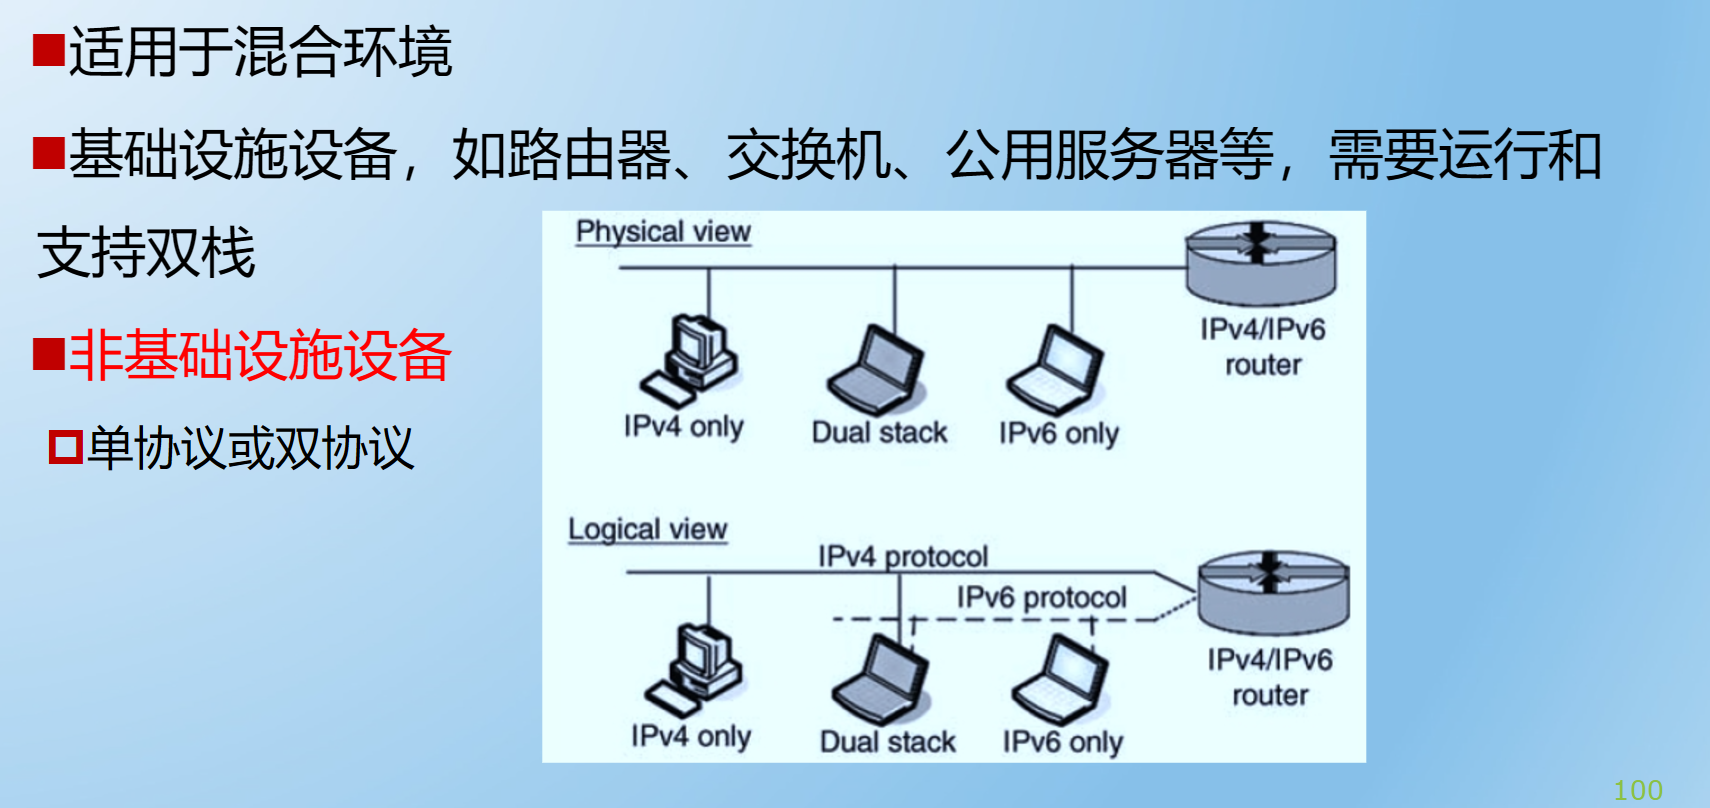 适用于混合环境
基础设施设备，如路由器、交换机、公用服务器等，需要运行和
支持双栈
非基础设施设备
单协议或双协议
Physical view
IPv4/IPv6
router
IPv4 only
Dual stack
IPv6 only
Logical view
IPv4 protocol
IPv6 protocol
IPv4/IPv6
router
IPv4 only
Dual stack
IPv6 only
100